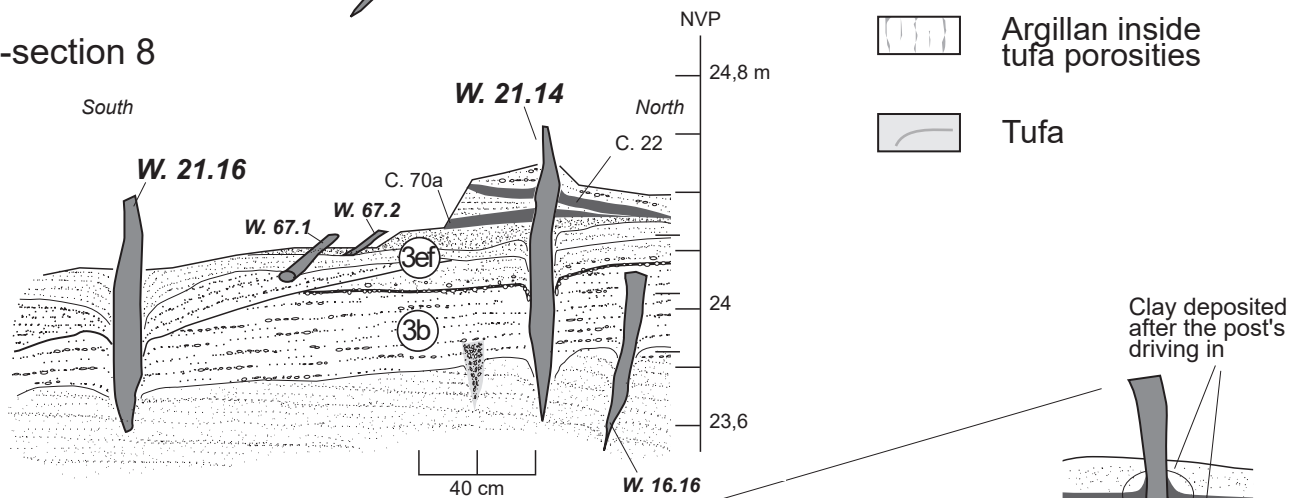 -section 8
NVP
24,8 m
South
W. 21.14
North
C. 22
W. 21.16
C. 70a
W. 67.1
W. 67.2
3ef
24
3b
23,6
40 cm
W. 16.16
Argillan inside
tufa porosities
Tufa
Clay deposited
after the post's
driving in